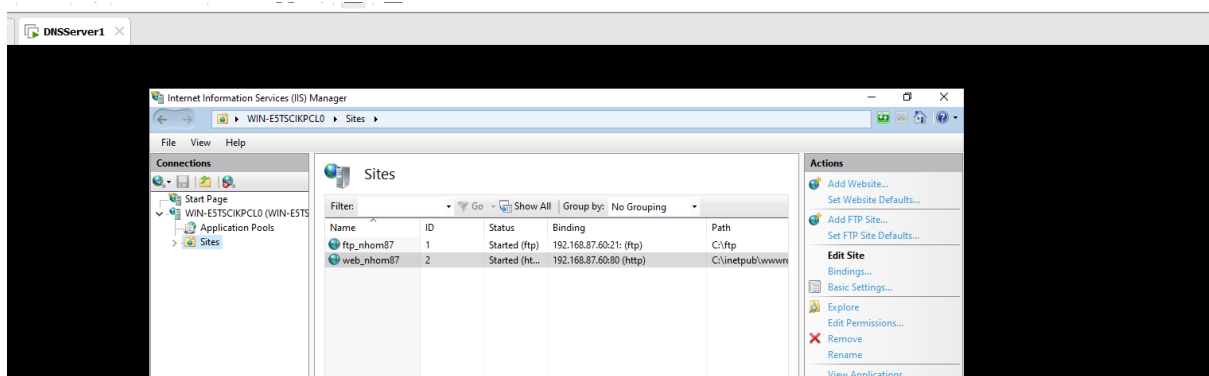 DNSServer1
Internet Information Services (IIS) Manager
WIN-E5TSCIKPCL0 Sites
File View Help
Connections
Start Page
WIN-E5TSCIKPCL0 (WIN-E5TS
Application Pools
Sites
Sites
Filter: Go Show All Group by: No Grouping
Name ID Status Binding Path
ftp_nhom87 1 Started (ftp) 192.168.87.60:21: (ftp) C:\ftp
web_nhom87 2 Started (ht... 192.168.87.60:80 (http) C:\inetpub\wwwro
Actions
Add Website...
Set Website Defaults...
Add FTP Site...
Set FTP Site Defaults...
Edit Site
Bindings...
Basic Settings...
Explore
Edit Permissions...
Remove
Rename
View Applications